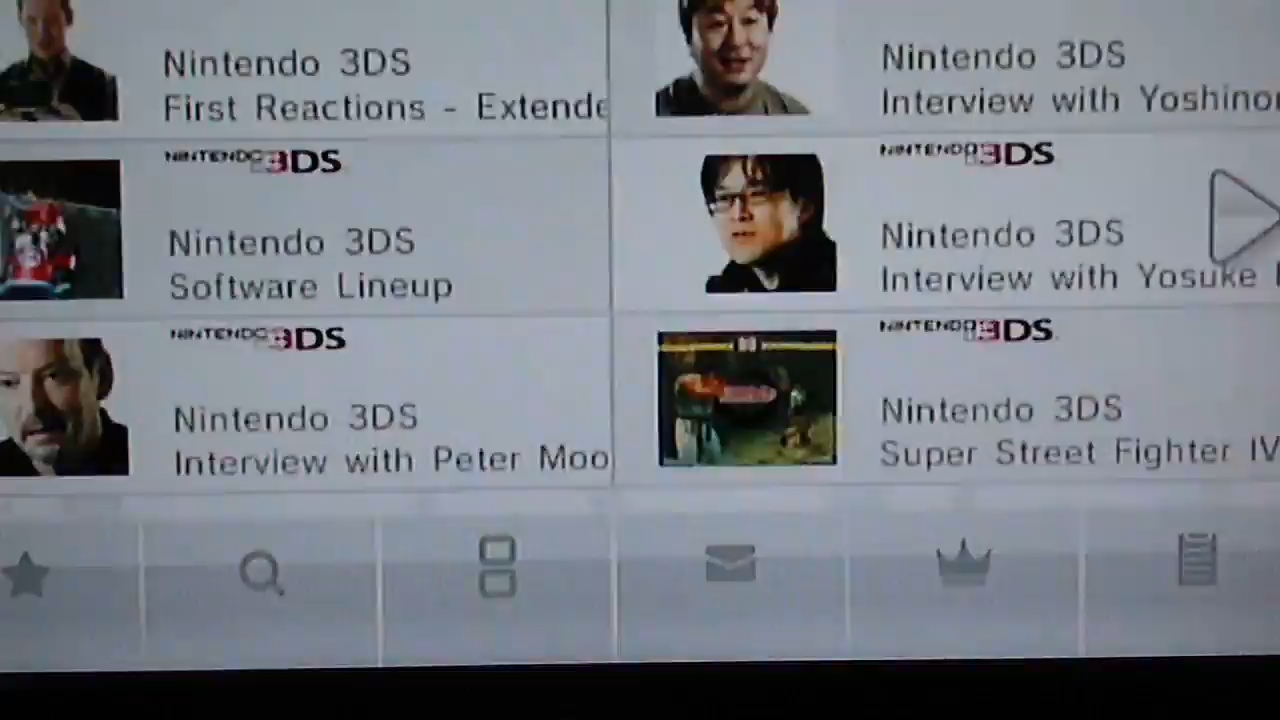 Nintendo 3DS
First Reactions - Extende
Nintendo 3DS
Interview with Yoshino
NINTENDO 3DS
Nintendo 3DS
Software Lineup
NINTENDO 3DS
Nintendo 3DS
Interview with Yosuke
NINTENDO 3DS
Nintendo 3DS
Interview with Peter Moo
NINTENDO 3DS
Nintendo 3DS
Super Street Fighter IV